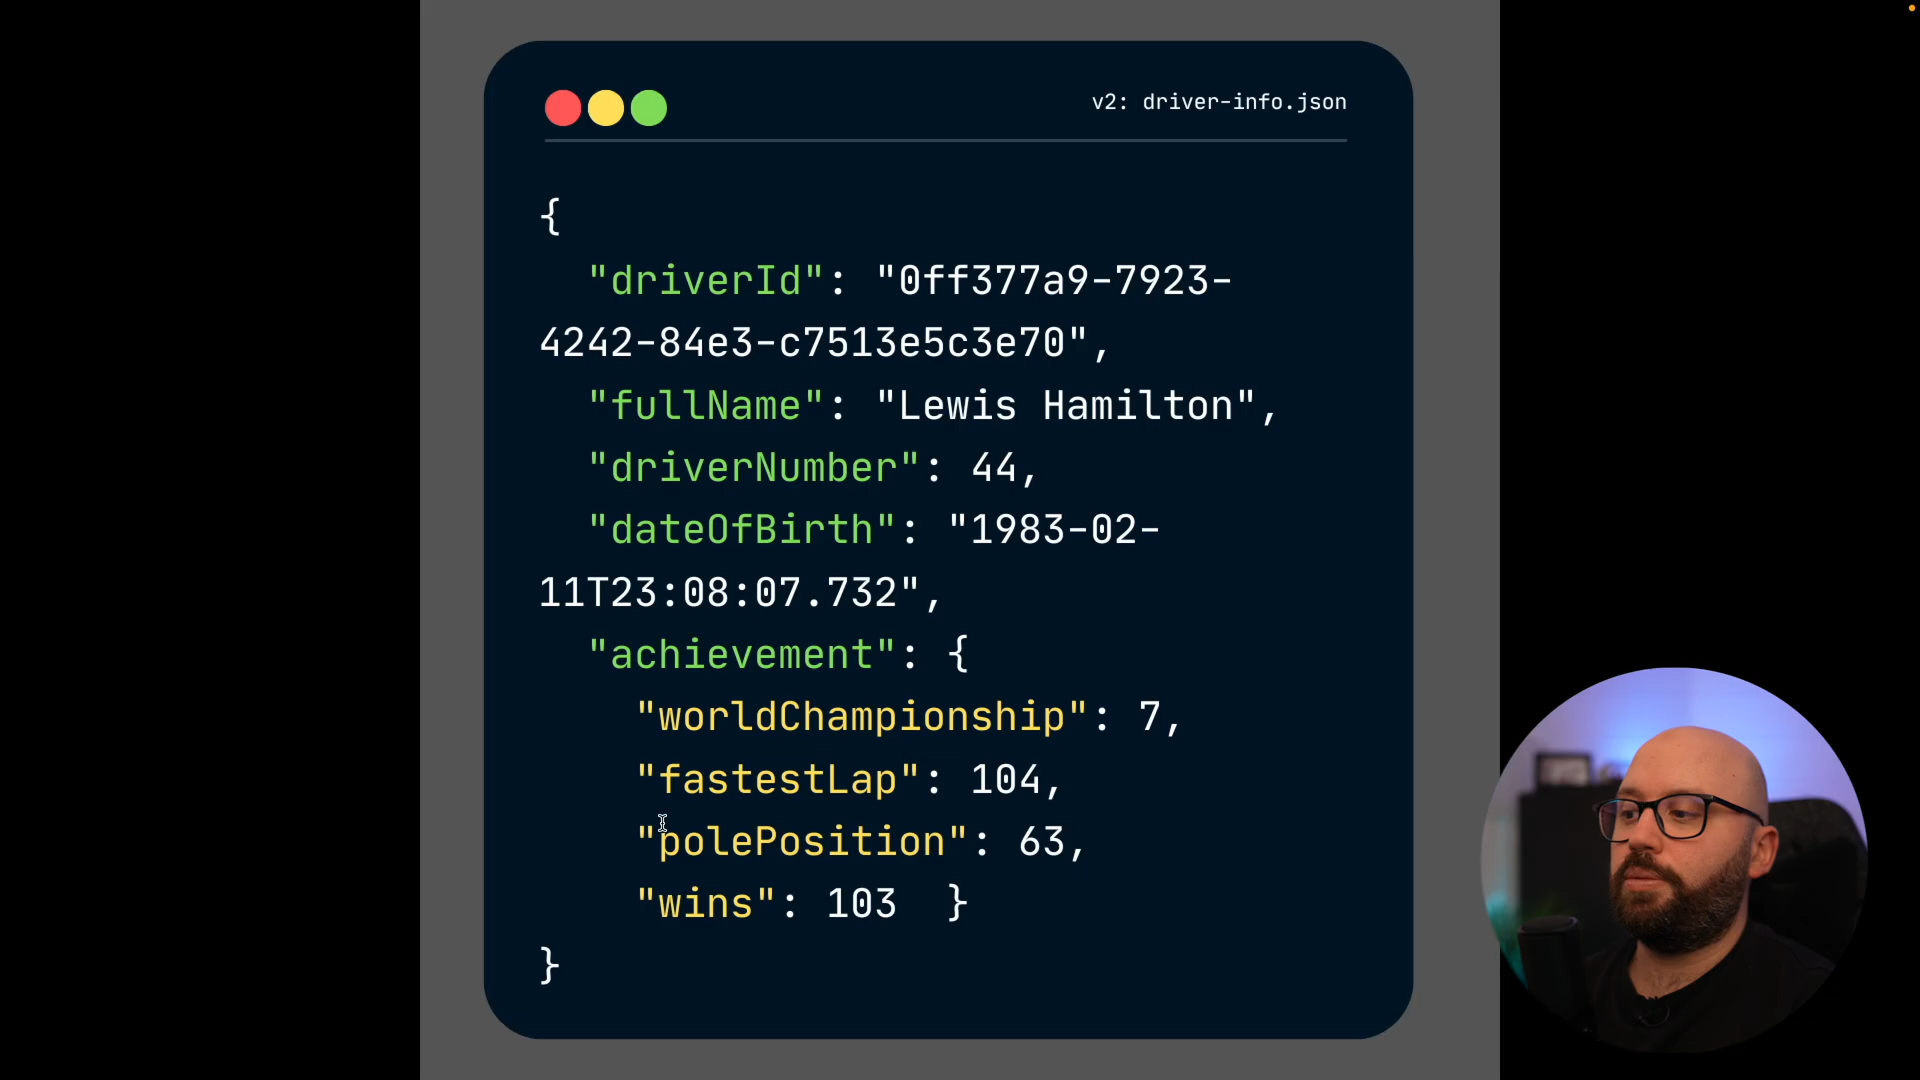 v2: driver-info.json
{
"driverId": "0ff377a9-7923-
4242-84e3-c7513e5c3e70",
"fullName": "Lewis Hamilton",
"driverNumber": 44,
"dateOfBirth": "1983-02-
11T23:08:07.732",
"achievement": {
"worldChampionship": 7,
"fastestLap": 104,
"polePosition": 63,
"wins": 103  }
}